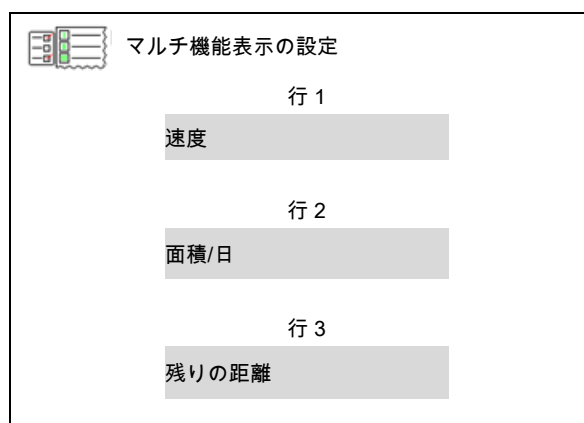 マルチ機能表示の設定
行 1
速度
行 2
面積/日
行 3
残りの距離